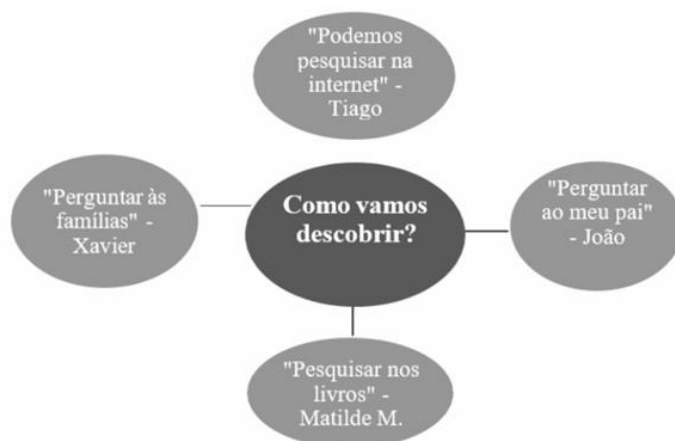 "Podemos
pesquisar na
internet" -
Tiago
"Perguntar às
famílias" -
Xavier
Como vamos
descobrir?
"Perguntar
ao meu pai"
- João
"Pesquisar nos
livros" -
Matilde M.